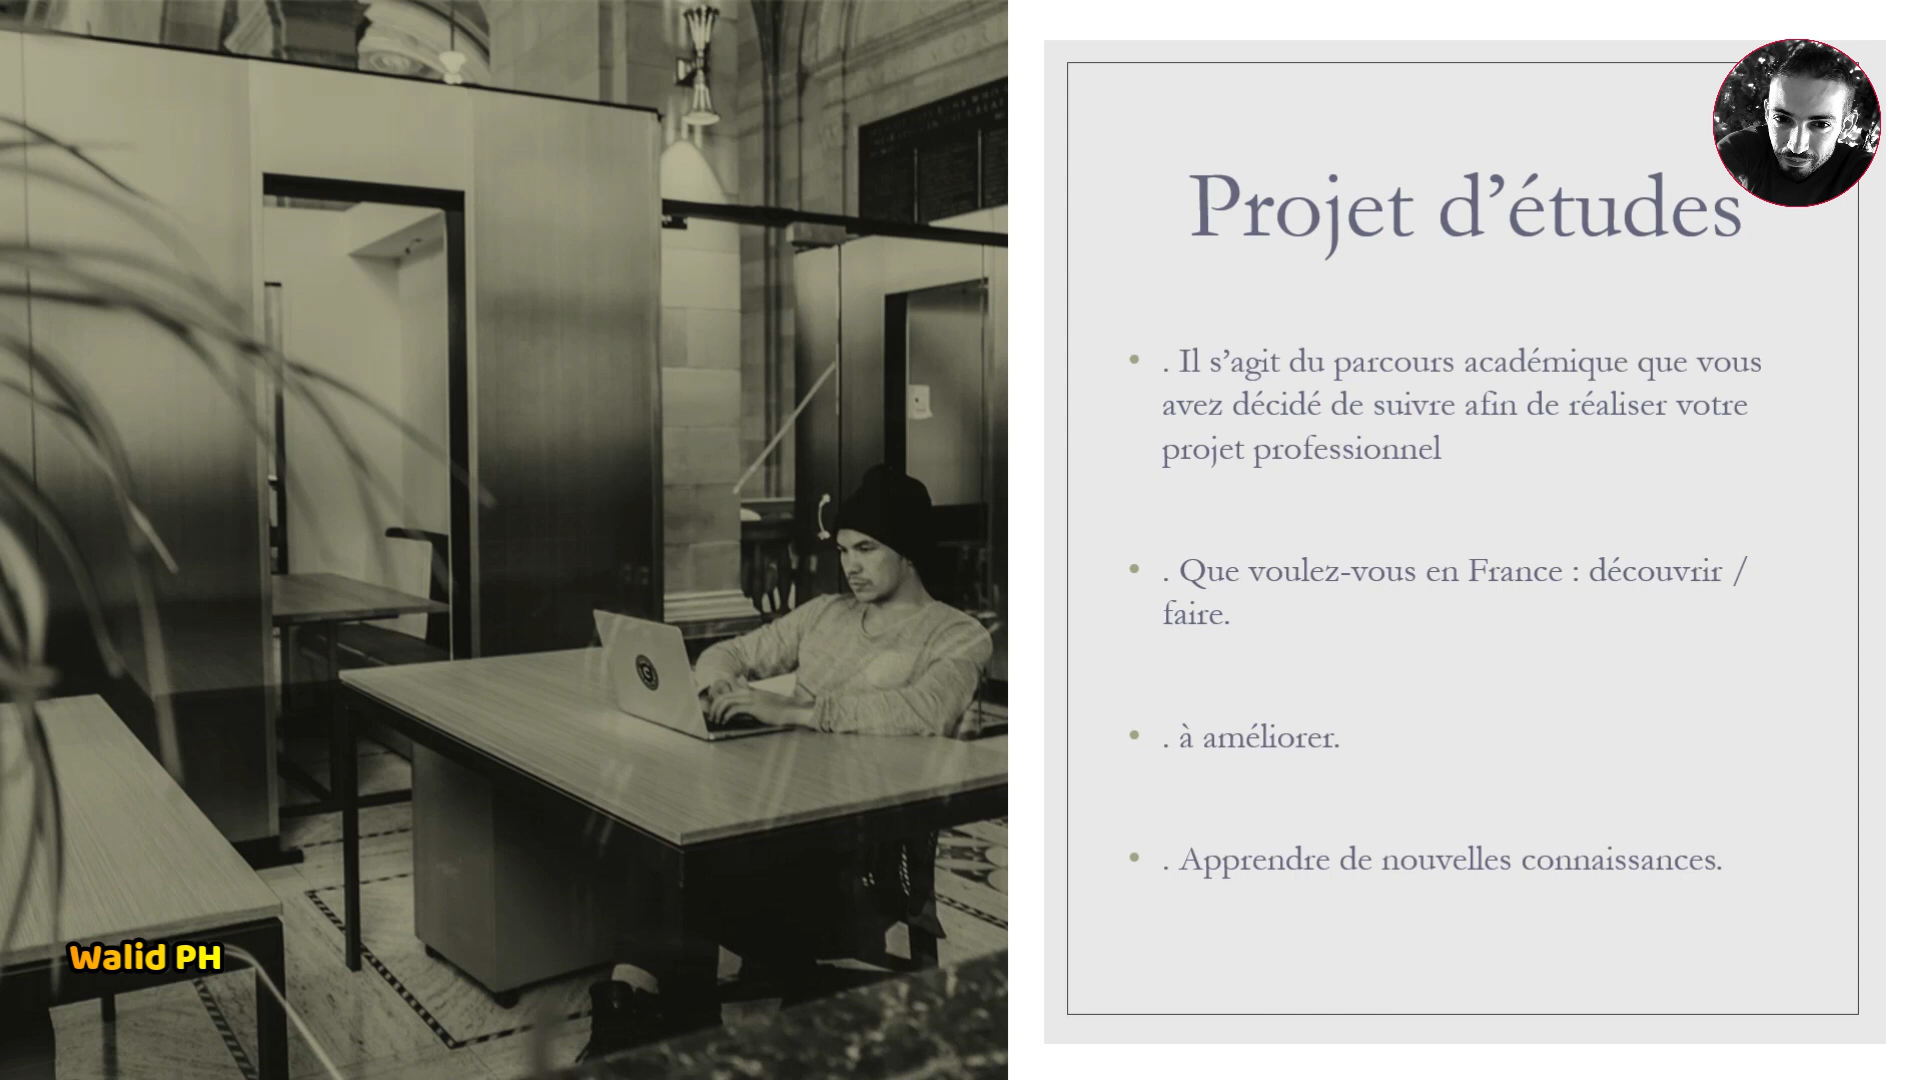 Projet d’études
. Il s’agit du parcours académique que vous
avez décidé de suivre afin de réaliser votre
projet professionnel
. Que voulez-vous en France : découvrir /
faire.
. à améliorer.
. Apprendre de nouvelles connaissances.
Walid PH